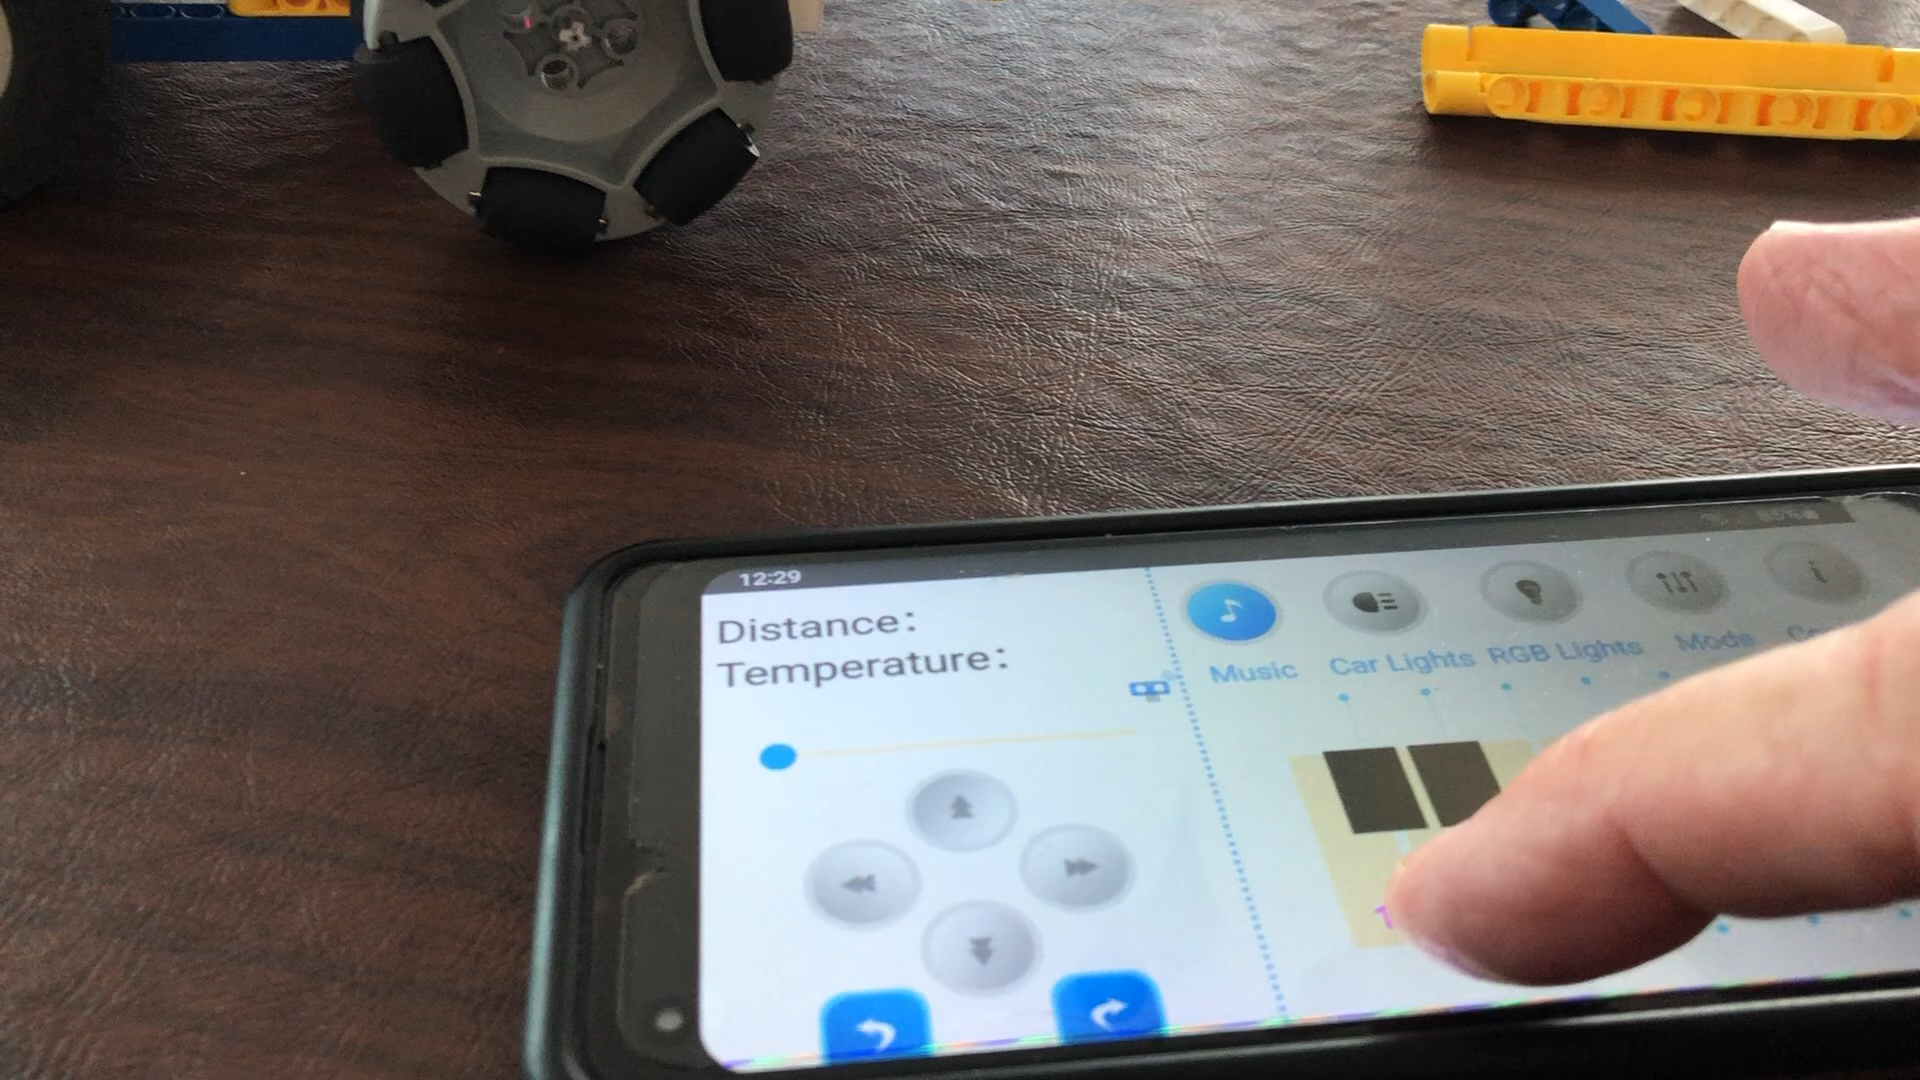 12:29
Distance:
Temperature:
Music
Car Lights
RGB Lights
Mode